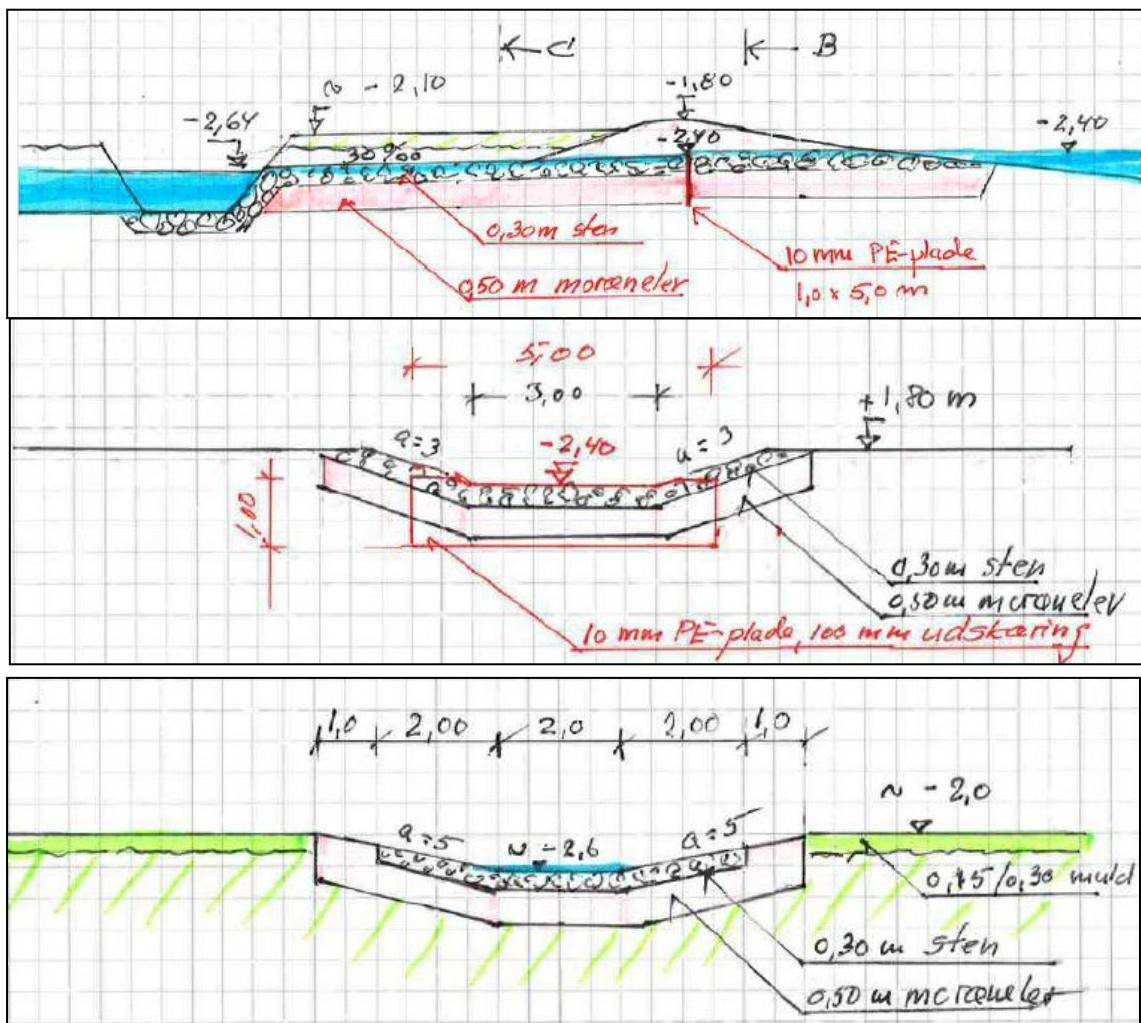 ← C ← B
~ - 2,10
-1,80
-2,64
-2,40
-2,40
30‰
0,30 m sten
10 mm PE-plade
0,50 m moræneler
1,0 x 5,0 m
5,00
3,00
+1,80 m
a=3
-2,40
a=3
1,00
0,30 m sten
0,50 m moræneler
10 mm PE-plade, 100 mm udskæring
1,0 2,00 2,0 2,00 1,0
~ - 2,0
a=5
~ -2,6
a=5
0,15/0,30 muld
0,30 m sten
0,50 m moræneler